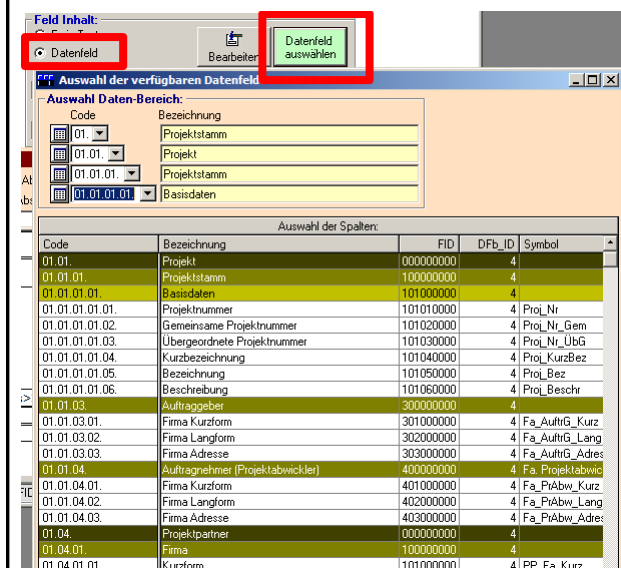 Feld Inhalt:
Datenfeld
Bearbeiten
Datenfeld
auswählen
Auswahl der verfügbaren Datenfeld
Auswahl Daten-Bereich:
Code Bezeichnung
01. Projektstamm
01.01. Projekt
01.01.01. Projektstamm
01.01.01.01. Basisdaten
Auswahl der Spalten:
Code Bezeichnung FID DFb_ID Symbol
01.01. Projekt 000000000 4
01.01.01. Projektstamm 100000000 4
01.01.01.01. Basisdaten 101000000 4
01.01.01.01.01. Projektnummer 101010000 4 Proj_Nr
01.01.01.01.02. Gemeinsame Projektnummer 101020000 4 Proj_Nr_Gem
01.01.01.01.03. Übergeordnete Projektnummer 101030000 4 Proj_Nr_ÜbG
01.01.01.01.04. Kurzbezeichnung 101040000 4 Proj_KurzBez
01.01.01.01.05. Bezeichnung 101050000 4 Proj_Bez
01.01.01.01.06. Beschreibung 101060000 4 Proj_Beschr
01.01.03. Auftraggeber 300000000 4
01.01.03.01. Firma Kurzform 301000000 4 Fa_AuftrG_Kurz
01.01.03.02. Firma Langform 302000000 4 Fa_AuftrG_Lang
01.01.03.03. Firma Adresse 303000000 4 Fa_AuftrG_Adres
01.01.04. Auftragnehmer (Projektabwickler) 400000000 4 Fa. Projektabwic
01.01.04.01. Firma Kurzform 401000000 4 Fa_PrAbw_Kurz
01.01.04.02. Firma Langform 402000000 4 Fa_PrAbw_Lang
01.01.04.03. Firma Adresse 403000000 4 Fa_PrAbw_Adres
01.04. Projektpartner 000000000 4
01.04.01. Firma 100000000 4
01.04.01.01. Kurzform 101000000 4 PP_Fa_Kurz